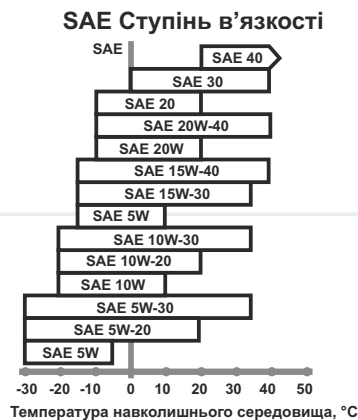 SAE Ступінь в’язкості
SAE
SAE 40
SAE 30
SAE 20
SAE 20W-40
SAE 20W
SAE 15W-40
SAE 15W-30
SAE 5W
SAE 10W-30
SAE 10W-20
SAE 10W
SAE 5W-30
SAE 5W-20
SAE 5W
-30 -20 -10 0 10 20 30 40 50
Температура навколишнього середовища, °C